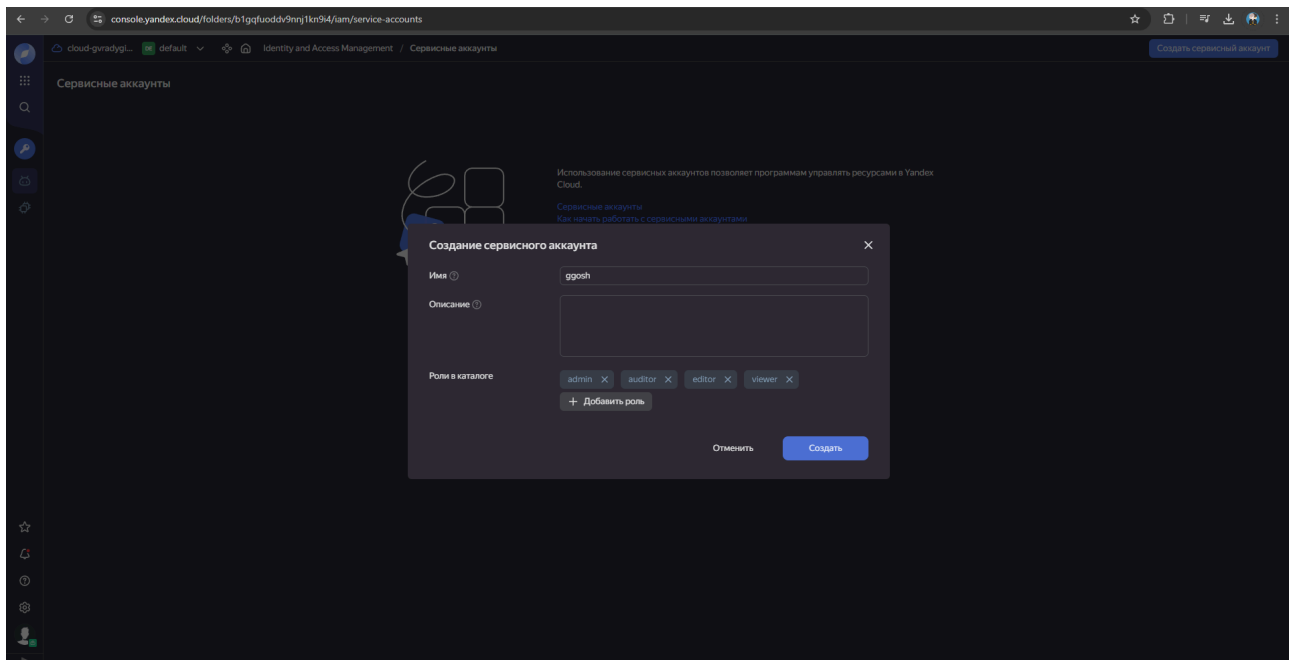 console.yandex.cloud/folders/b1gqfuoddv9nnj1kn9i4/iam/service-accounts
cloud-gvradygi... default Identity and Access Management / Сервисные аккаунты Создать сервисный аккаунт
Сервисные аккаунты
Использование сервисных аккаунтов позволяет программам управлять ресурсами в Yandex
Cloud.
Сервисные аккаунты
Как начать работать с сервисными аккаунтами
Создание сервисного аккаунта
Имя ggosh
Описание
Роли в каталоге admin auditor editor viewer
+ Добавить роль
Отменить Создать